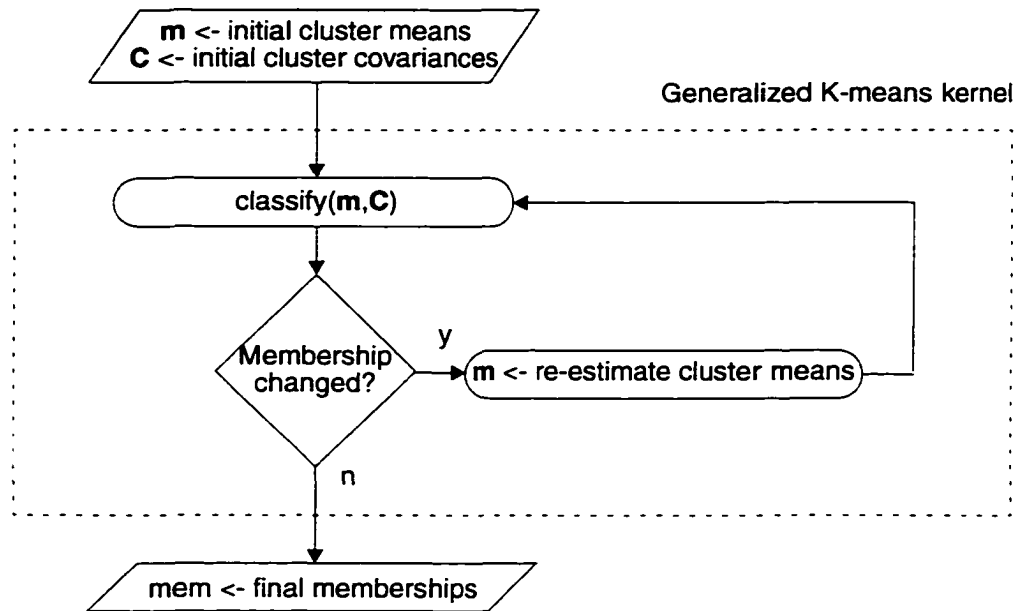 m <- initial cluster means
C <- initial cluster covariances
Generalized K-means kernel
classify(m,C)
Membership
changed?
y
m <- re-estimate cluster means
n
mem <- final memberships